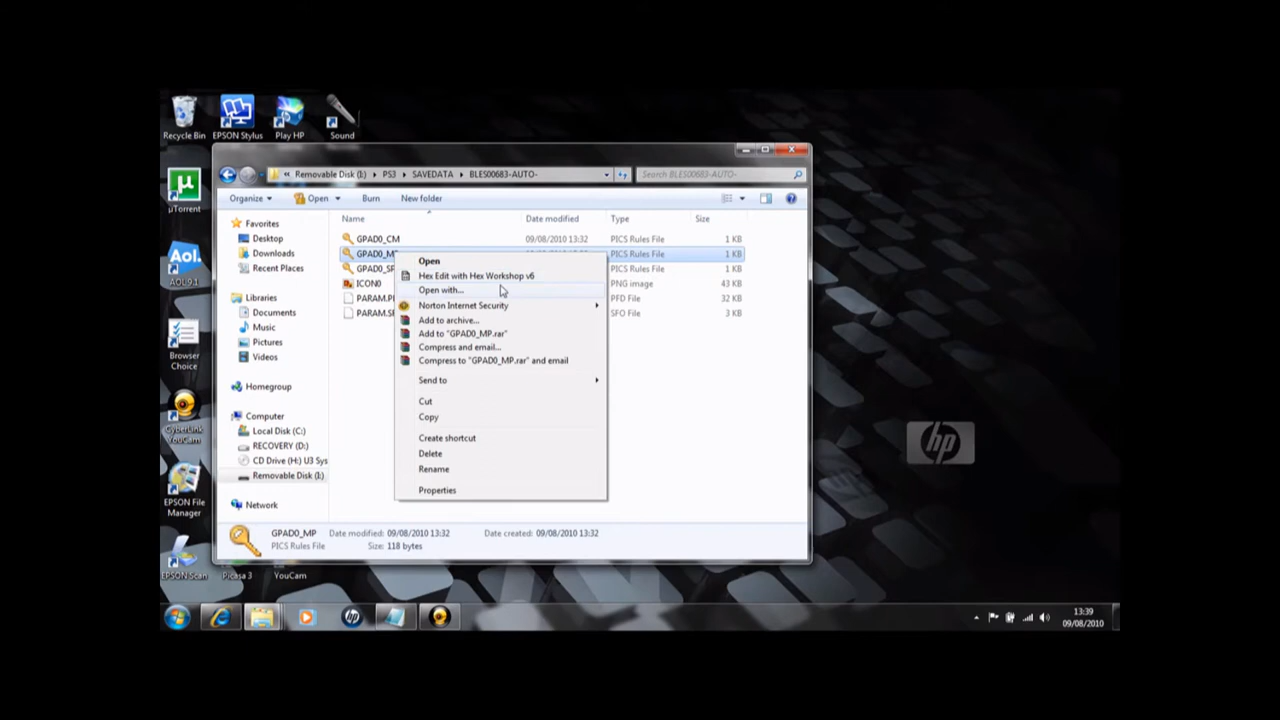 Recycle Bin
EPSON Stylus
Play HP
Sound
µTorrent
AOL 9.1
Browser Choice
CyberLink YouCam
EPSON File Manager
EPSON Scan
Picasa 3
YouCam
« Removable Disk (I:) ▸ PS3 ▸ SAVEDATA ▸ BLES00683-AUTO-
Search BLES00683-AUTO-
Organize Open Burn New folder
Favorites
Desktop
Downloads
Recent Places
Libraries
Documents
Music
Pictures
Videos
Homegroup
Computer
Local Disk (C:)
RECOVERY (D:)
CD Drive (H:) U3 Sys
Removable Disk (I:)
Network
Name Date modified Type Size
GPAD0_CM 09/08/2010 13:32 PICS Rules File 1 KB
GPAD0_M PICS Rules File 1 KB
GPAD0_SP PICS Rules File 1 KB
ICON0 PNG image 43 KB
PARAM.P PFD File 32 KB
PARAM.S SFO File 3 KB
Open
Hex Edit with Hex Workshop v6
Open with...
Norton Internet Security
Add to archive...
Add to "GPAD0_MP.rar"
Compress and email...
Compress to "GPAD0_MP.rar" and email
Send to
Cut
Copy
Create shortcut
Delete
Rename
Properties
GPAD0_MP Date modified: 09/08/2010 13:32 Date created: 09/08/2010 13:32
PICS Rules File Size: 118 bytes
hp
13:39
09/08/2010